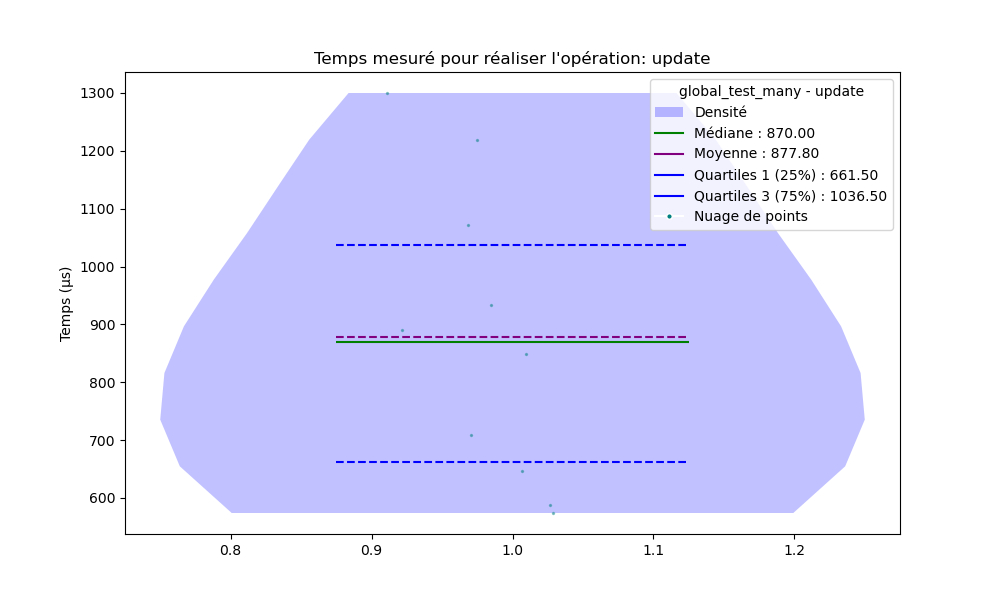 Temps mesuré pour réaliser l'opération: update
global_test_many - update
Densité
Médiane : 870.00
Moyenne : 877.80
Quartiles 1 (25%) : 661.50
Quartiles 3 (75%) : 1036.50
Nuage de points
Temps (µs)
1300
1200
1100
1000
900
800
700
600
0.8
0.9
1.0
1.1
1.2